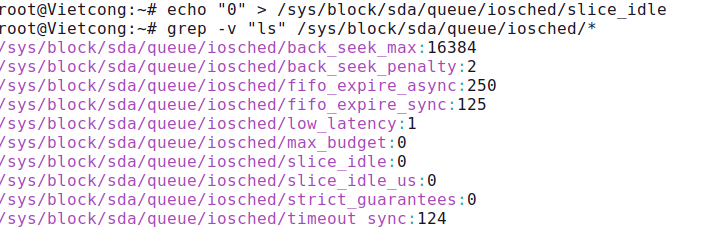 root@Vietcong:~# echo "0" > /sys/block/sda/queue/iosched/slice_idle
root@Vietcong:~# grep -v "ls" /sys/block/sda/queue/iosched/*
/sys/block/sda/queue/iosched/back_seek_max:16384
/sys/block/sda/queue/iosched/back_seek_penalty:2
/sys/block/sda/queue/iosched/fifo_expire_async:250
/sys/block/sda/queue/iosched/fifo_expire_sync:125
/sys/block/sda/queue/iosched/low_latency:1
/sys/block/sda/queue/iosched/max_budget:0
/sys/block/sda/queue/iosched/slice_idle:0
/sys/block/sda/queue/iosched/slice_idle_us:0
/sys/block/sda/queue/iosched/strict_guarantees:0
/sys/block/sda/queue/iosched/timeout_sync:124